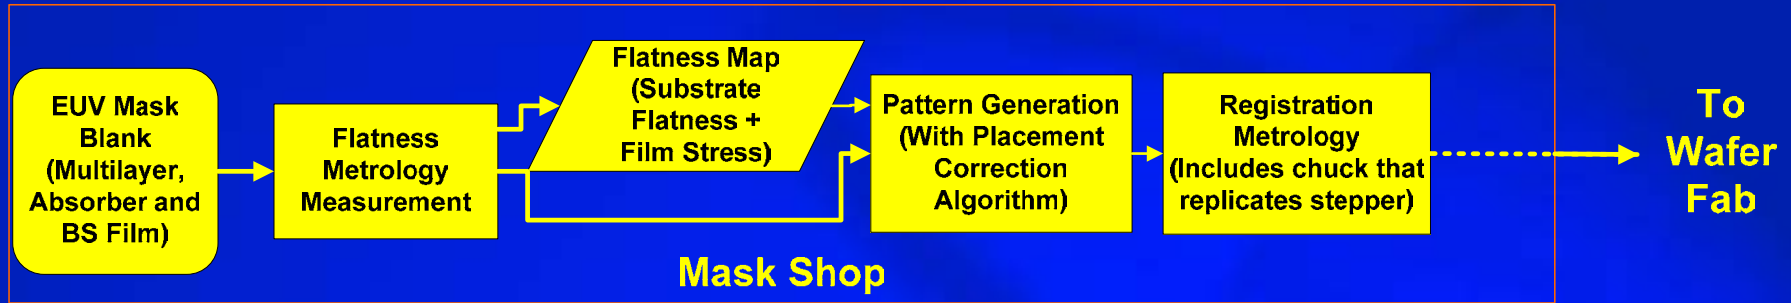 EUV Mask
Blank
(Multilayer,
Absorber and
BS Film)
Flatness
Metrology
Measurement
Flatness Map
(Substrate
Flatness +
Film Stress)
Pattern Generation
(With Placement
Correction
Algorithm)
Registration
Metrology
(Includes chuck that
replicates stepper)
To
Wafer
Fab
Mask Shop